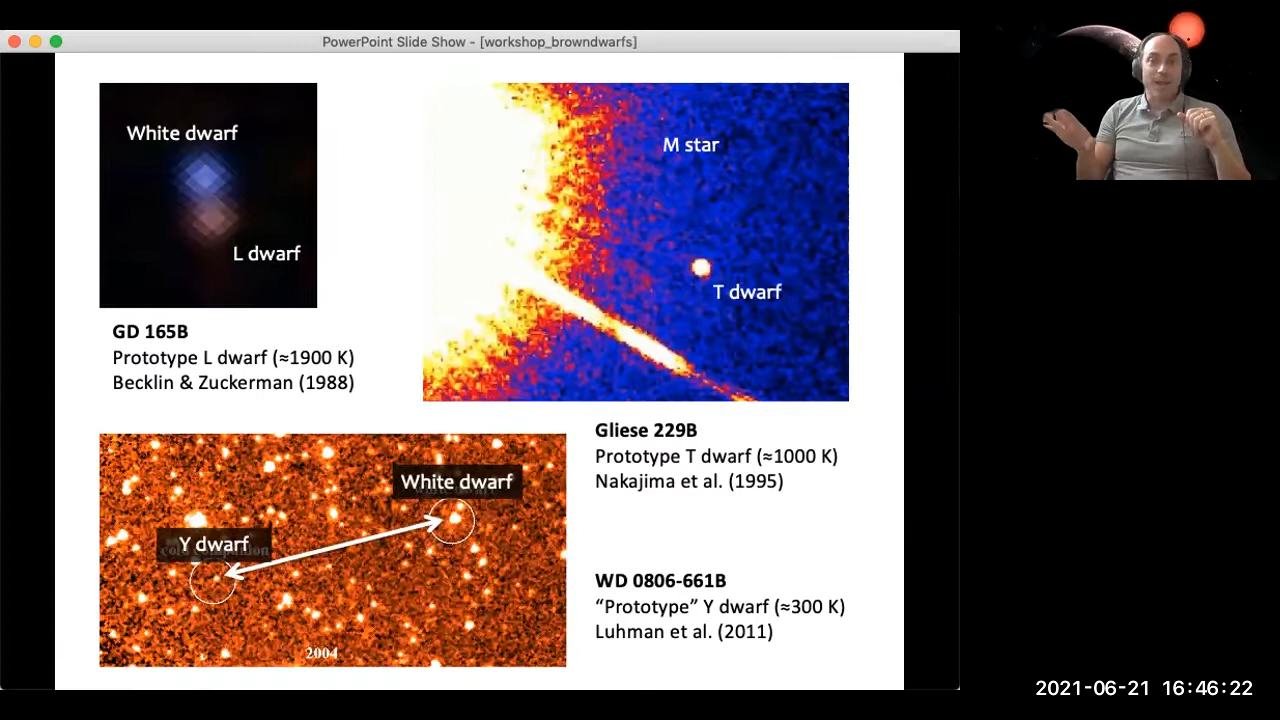 PowerPoint Slide Show - [workshop_browndwarfs]
White dwarf
L dwarf
GD 165B
Prototype L dwarf (≈1900 K)
Becklin & Zuckerman (1988)
M star
T dwarf
Gliese 229B
Prototype T dwarf (≈1000 K)
Nakajima et al. (1995)
White dwarf
Y dwarf
cold companion
2004
WD 0806-661B
“Prototype” Y dwarf (≈300 K)
Luhman et al. (2011)
2021-06-21 16:46:22